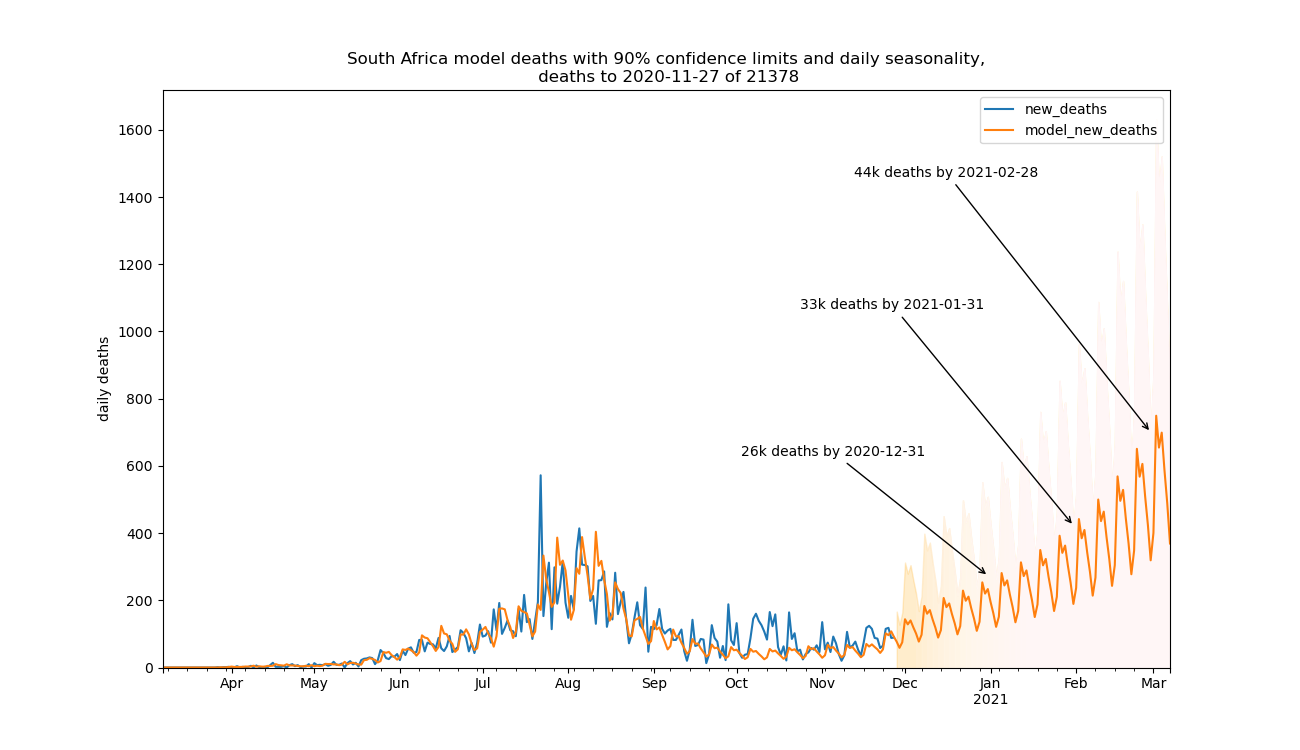 South Africa model deaths with 90% confidence limits and daily seasonality,
deaths to 2020-11-27 of 21378
new_deaths
model_new_deaths
44k deaths by 2021-02-28
33k deaths by 2021-01-31
26k deaths by 2020-12-31
daily deaths
1600
1400
1200
1000
800
600
400
200
0
Apr May Jun Jul Aug Sep Oct Nov Dec Jan Feb Mar
2021